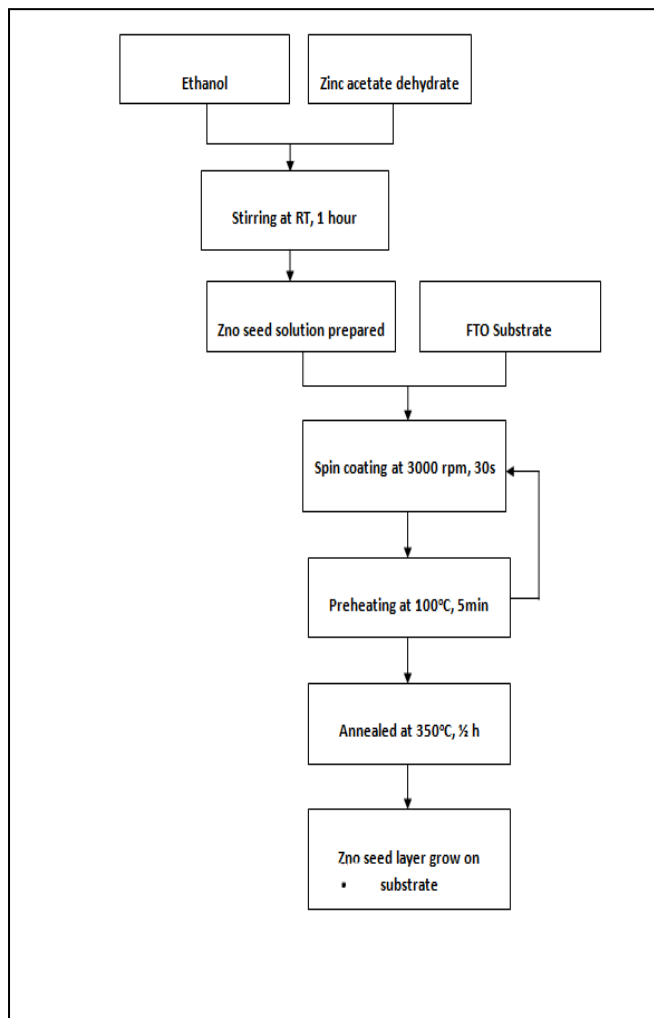 Ethanol
Zinc acetate dehydrate
Stirring at RT, 1 hour
Zno seed solution prepared
FTO Substrate
Spin coating at 3000 rpm, 30s
Preheating at 100°C, 5min
Annealed at 350°C, ½ h
Zno seed layer grow on
• substrate